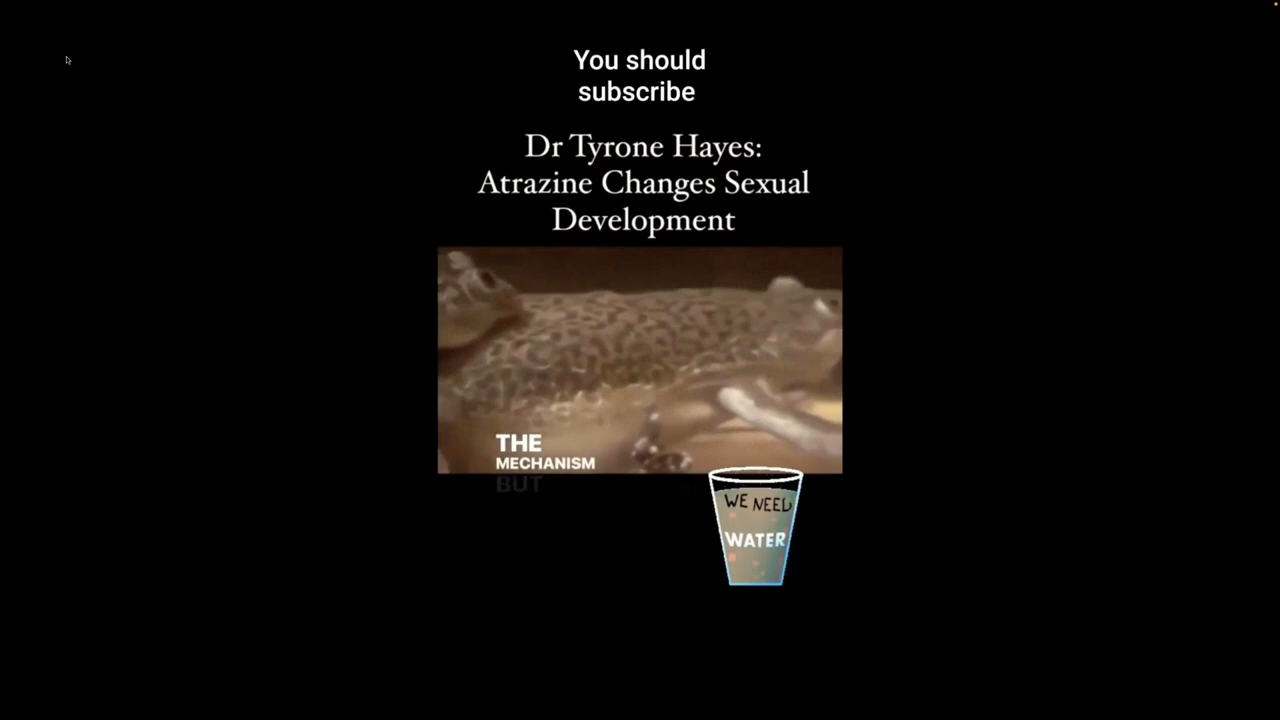 You should
subscribe
Dr Tyrone Hayes:
Atrazine Changes Sexual
Development
THE
MECHANISM
BUT
WE NEED
WATER